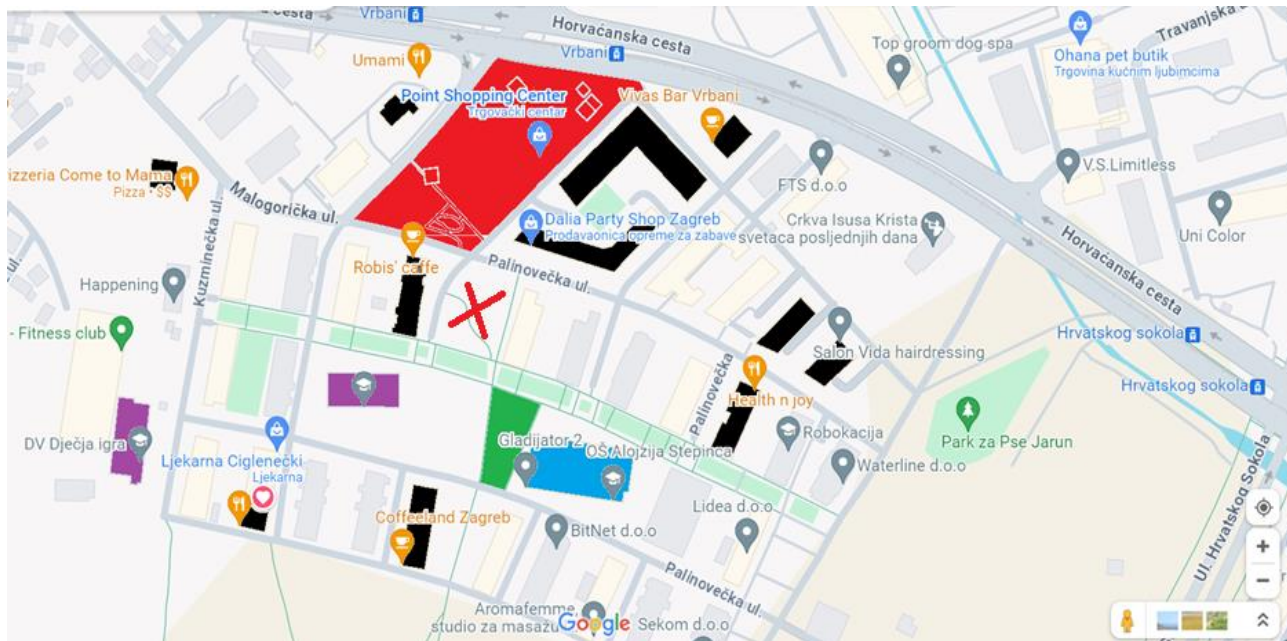 Vrbani
Horvaćanska cesta
Travanjska u
Umami
Vrbani
Top groom dog spa
Ohana pet butik
Trgovina kućnim ljubimcima
Point Shopping Center
Trgovački centar
Vivas Bar Vrbani
izzeria Come to Mama
Pizza • $$
Malogorička ul.
V.S.Limitless
FTS d.o.o
Dalia Party Shop Zagreb
Prodavaonica opreme za zabave
Crkva Isusa Krista
svetaca posljednjih dana
Uni Color
Robis' caffe
Palinovečka ul.
Horvaćanska cesta
ul.
Kuzminečka ul.
Happening
- Fitness club
Hrvatskog sokola
Salon Vida hairdressing
Hrvatskog sokola
Palinovečka
Health n joy
DV Dječja igra
Gladijator 2
OŠ Alojzija Stepinca
Robokacija
Park za Pse Jarun
Ljekarna Ciglenečki
Ljekarna
Waterline d.o.o
Lidea d.o.o
Coffeeland Zagreb
BitNet d.o.o
Ul. Hrvatskog Sokola
Palinovečka ul.
Aromafemme,
studio za masažu
Google
Sekom d.o.o